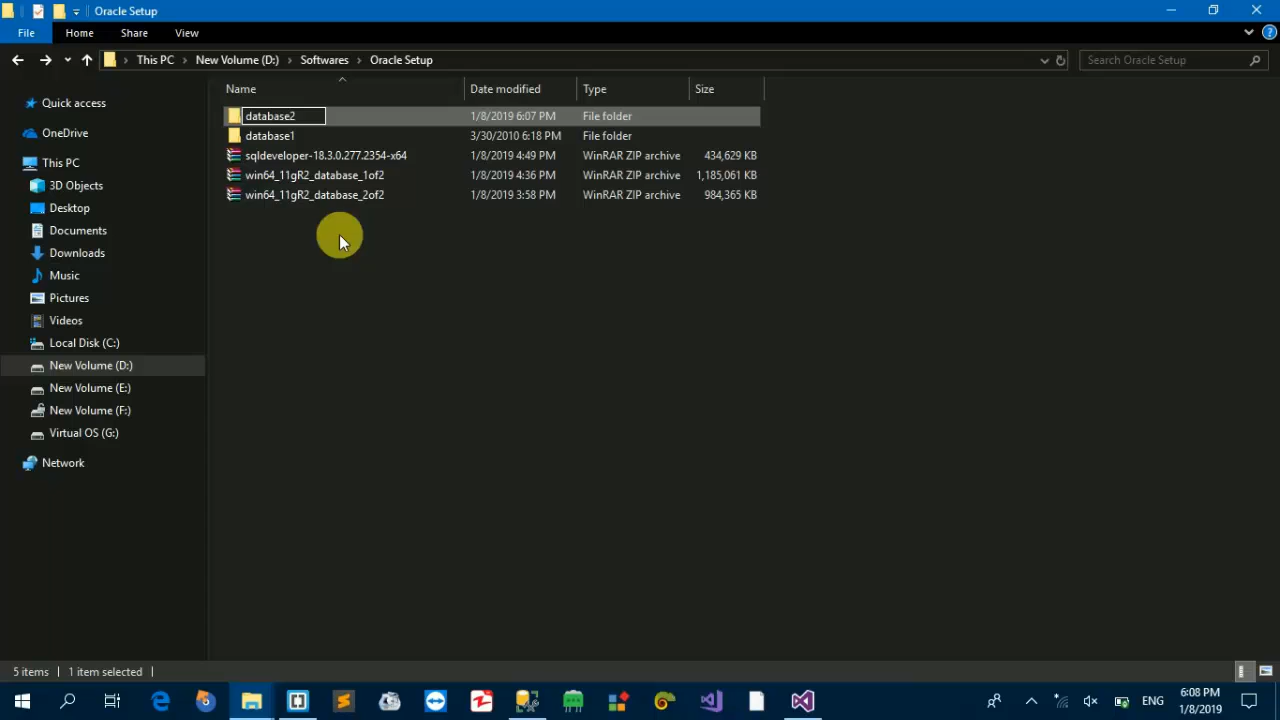 Oracle Setup
File Home Share View
This PC New Volume (D:) Softwares Oracle Setup Search Oracle Setup
Name Date modified Type Size
Quick access
OneDrive
This PC
3D Objects
Desktop
Documents
Downloads
Music
Pictures
Videos
Local Disk (C:)
New Volume (D:)
New Volume (E:)
New Volume (F:)
Virtual OS (G:)
Network
database2 1/8/2019 6:07 PM File folder
database1 3/30/2010 6:18 PM File folder
sqldeveloper-18.3.0.277.2354-x64 1/8/2019 4:49 PM WinRAR ZIP archive 434,629 KB
win64_11gR2_database_1of2 1/8/2019 4:36 PM WinRAR ZIP archive 1,185,061 KB
win64_11gR2_database_2of2 1/8/2019 3:58 PM WinRAR ZIP archive 984,365 KB
5 items 1 item selected
ENG 6:08 PM
1/8/2019